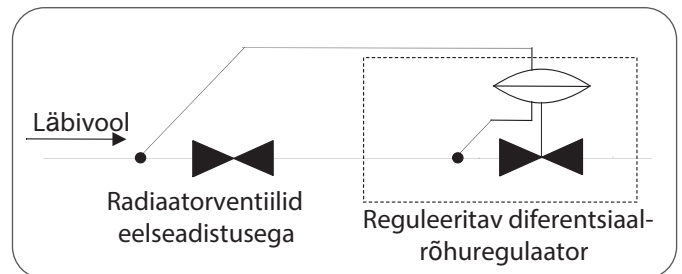 Läbivool
Radiaatorventiilid
eelseadistusega
Reguleeritav diferentsiaal-
rõhuregulaator